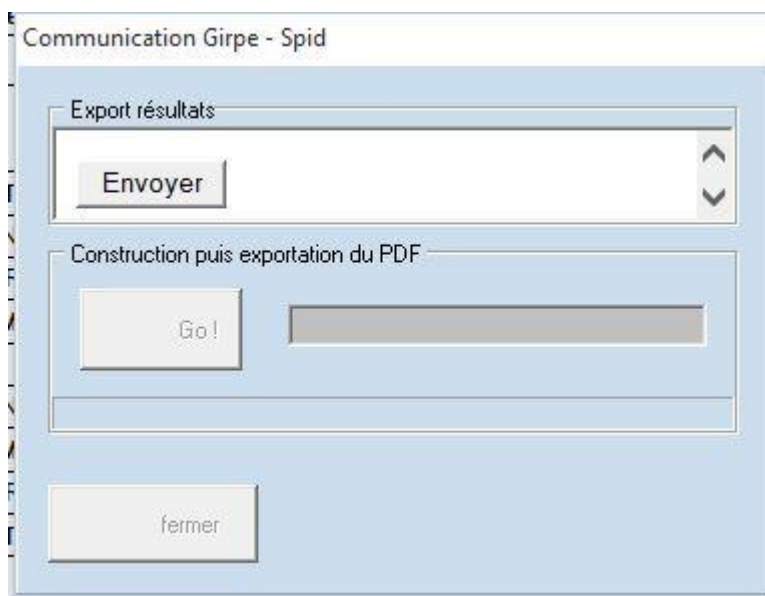 Communication Girpe - Spid
Export résultats
Envoyer
Construction puis exportation du PDF
Go !
fermer